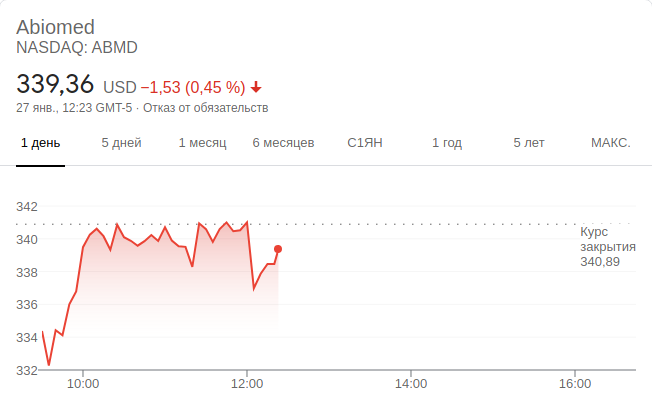 Abiomed
NASDAQ: ABMD
339,36 USD −1,53 (0,45 %)
27 янв., 12:23 GMT-5 · Отказ от обязательств
1 день 5 дней 1 месяц 6 месяцев С1ЯН 1 год 5 лет МАКС.
342
340
338
336
334
332
Курс
закрытия
340,89
10:00 12:00 14:00 16:00